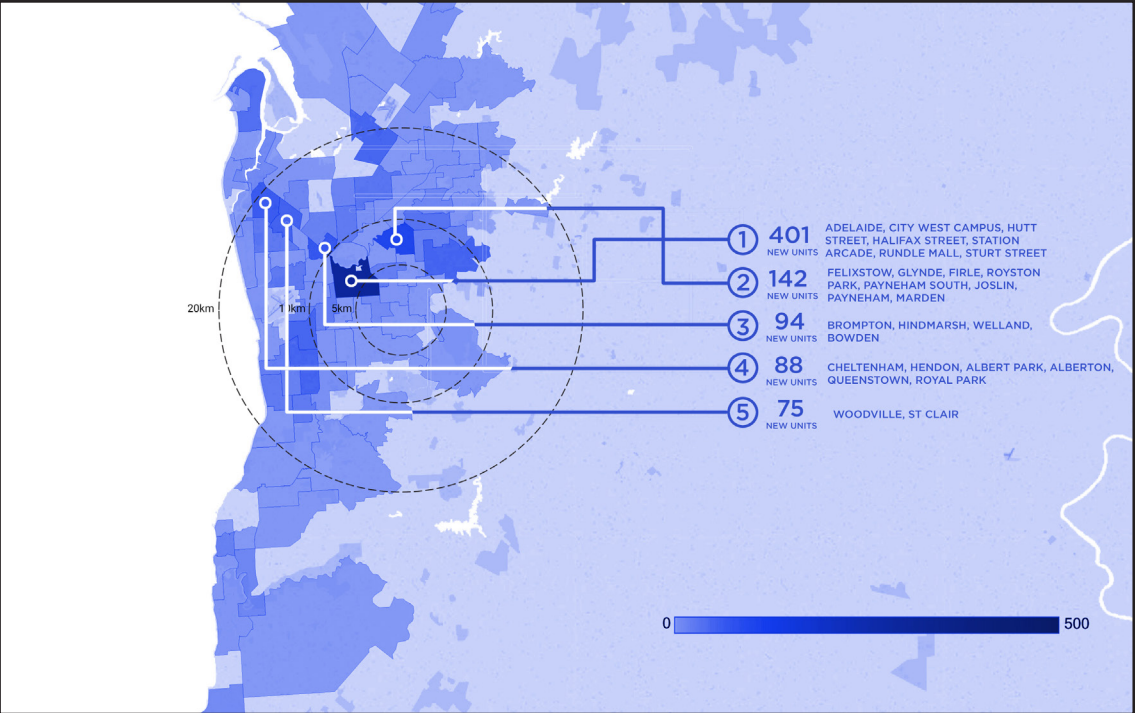 1
401
NEW UNITS
ADELAIDE, CITY WEST CAMPUS, HUTT
STREET, HALIFAX STREET, STATION
ARCADE, RUNDLE MALL, STURT STREET
2
142
NEW UNITS
FELIXSTOW, GLYNDE, FIRLE, ROYSTON
PARK, PAYNEHAM SOUTH, JOSLIN,
PAYNEHAM, MARDEN
20km
10km
5km
3
94
NEW UNITS
BROMPTON, HINDMARSH, WELLAND,
BOWDEN
4
88
NEW UNITS
CHELTENHAM, HENDON, ALBERT PARK, ALBERTON,
QUEENSTOWN, ROYAL PARK
5
75
NEW UNITS
WOODVILLE, ST CLAIR
0
500